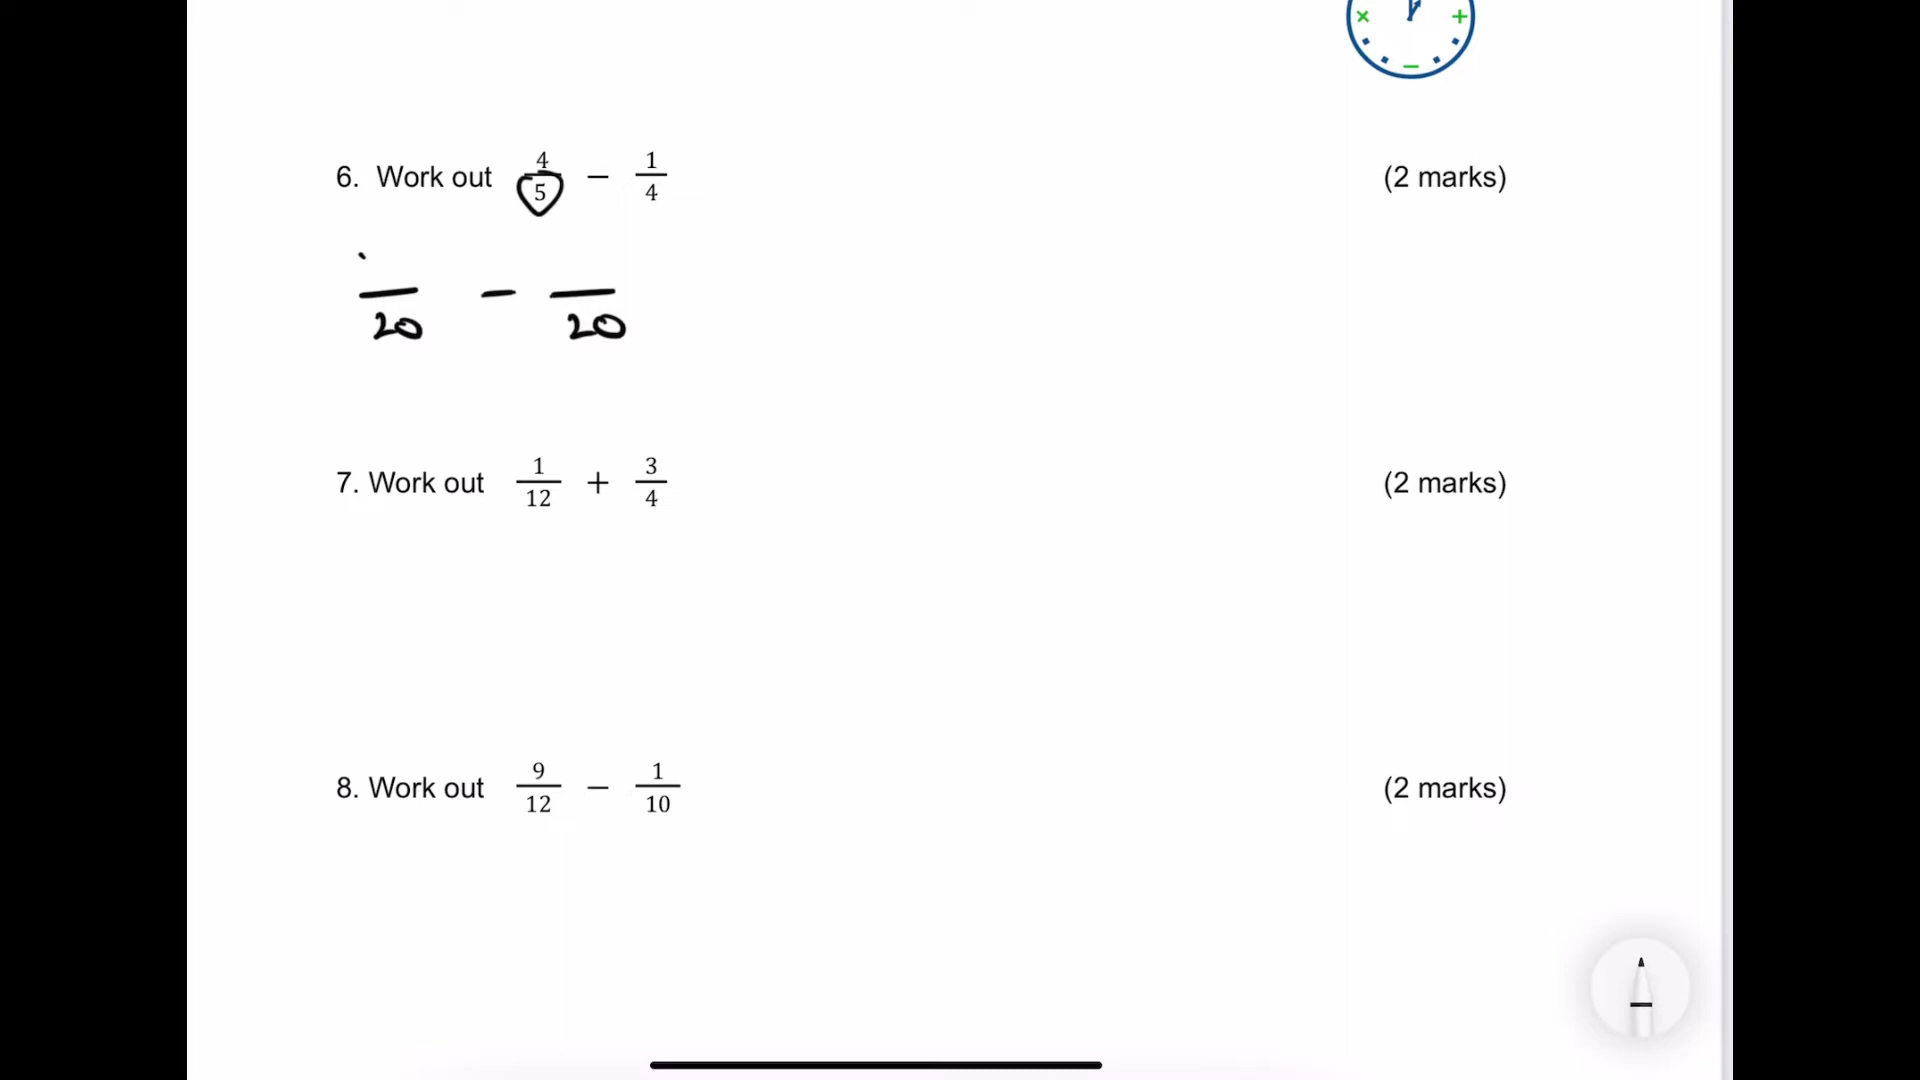 6. Work out 4/5 − 1/4 (2 marks)
/20 − /20
7. Work out 1/12 + 3/4 (2 marks)
8. Work out 9/12 − 1/10 (2 marks)